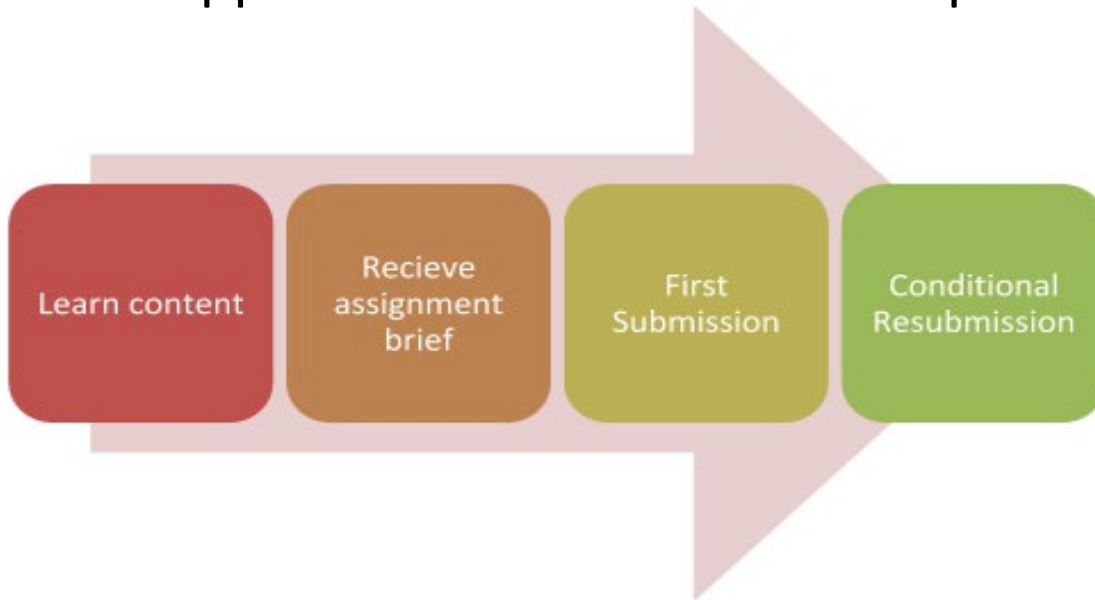 Learn content
Recieve
assignment
brief
First
Submission
Conditional
Resubmission